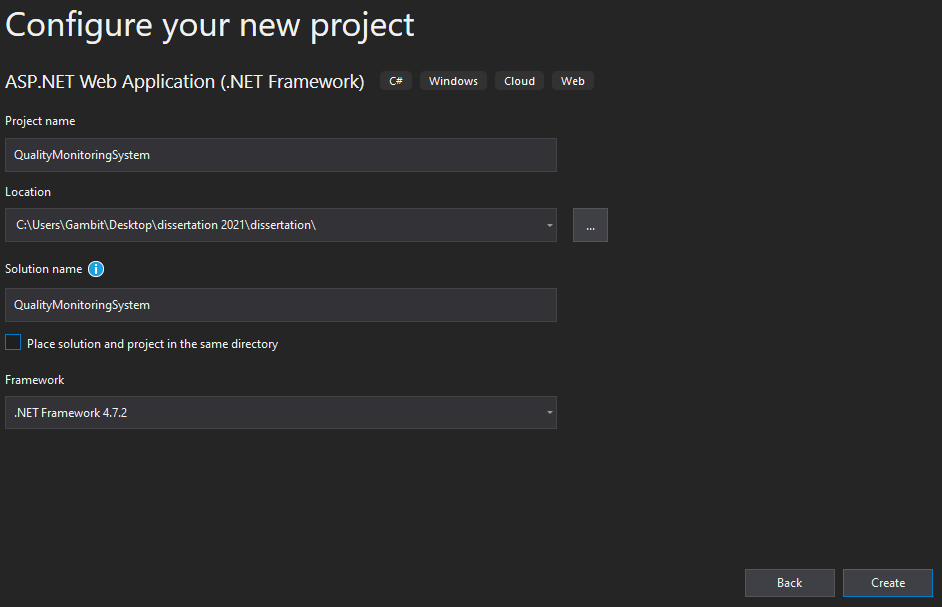 Configure your new project
ASP.NET Web Application (.NET Framework) C# Windows Cloud Web
Project name
QualityMonitoringSystem
Location
C:\Users\Gambit\Desktop\dissertation 2021\dissertation\
...
Solution name
QualityMonitoringSystem
Place solution and project in the same directory
Framework
.NET Framework 4.7.2
Back Create